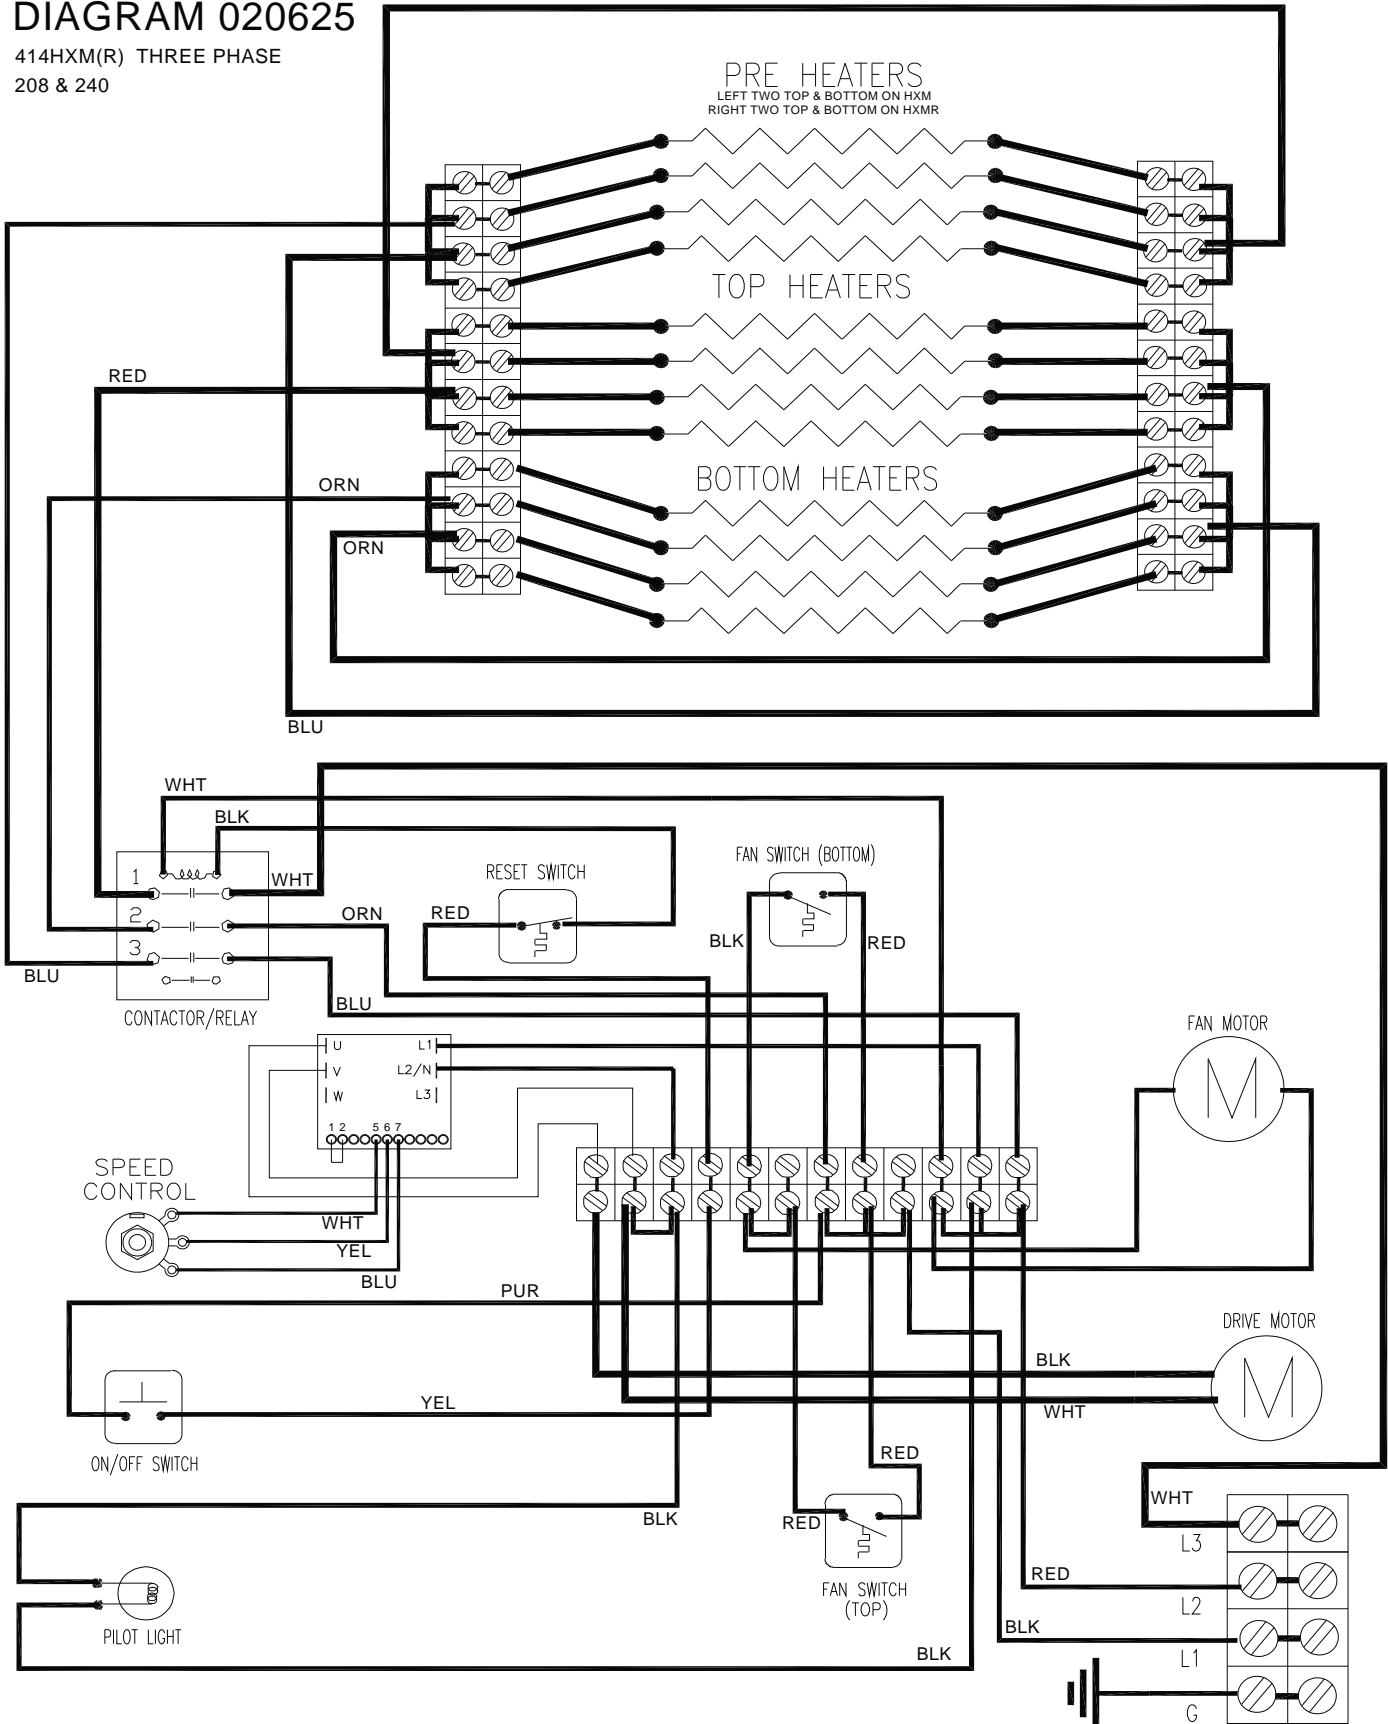 DIAGRAM 020625
414HXM(R) THREE PHASE
208 & 240
PRE HEATERS
LEFT TWO TOP & BOTTOM ON HXM
RIGHT TWO TOP & BOTTOM ON HXMR
TOP HEATERS
RED
BOTTOM HEATERS
ORN
ORN
BLU
WHT
BLK
FAN SWITCH (BOTTOM)
RESET SWITCH
1
WHT
2
ORN
RED
BLK
RED
3
BLU
BLU
CONTACTOR/RELAY
FAN MOTOR
M
U
L1
V
L2/N
W
L3
1 2 5 6 7
SPEED
CONTROL
WHT
YEL
BLU
PUR
DRIVE MOTOR
M
BLK
YEL
WHT
ON/OFF SWITCH
RED
WHT
BLK
RED
L3
RED
FAN SWITCH
(TOP)
L2
BLK
PILOT LIGHT
BLK
L1
G